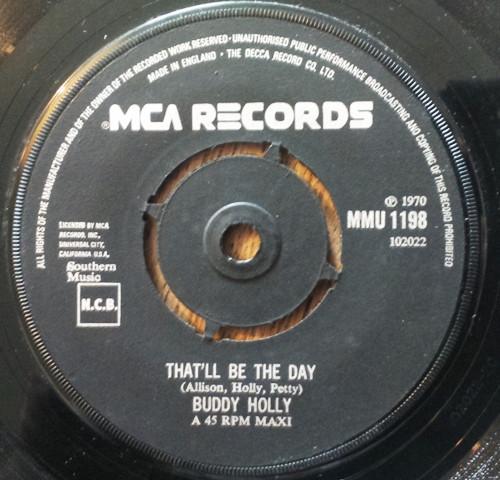 ALL RIGHTS OF THE MANUFACTURER AND OF THE OWNER OF THE RECORDED WORK RESERVED · UNAUTHORISED PUBLIC PERFORMANCE BROADCASTING AND COPYING OF THIS RECORD PROHIBITED
MADE IN ENGLAND · THE DECCA RECORD CO. LTD.
®MCA RECORDS
℗ 1970
MMU 1198
102022
LICENSED BY MCA
RECORDS, INC.,
UNIVERSAL CITY,
CALIFORNIA U.S.A.
Southern
Music
N.C.B.
THAT'LL BE THE DAY
(Allison, Holly, Petty)
BUDDY HOLLY
A 45 RPM MAXI